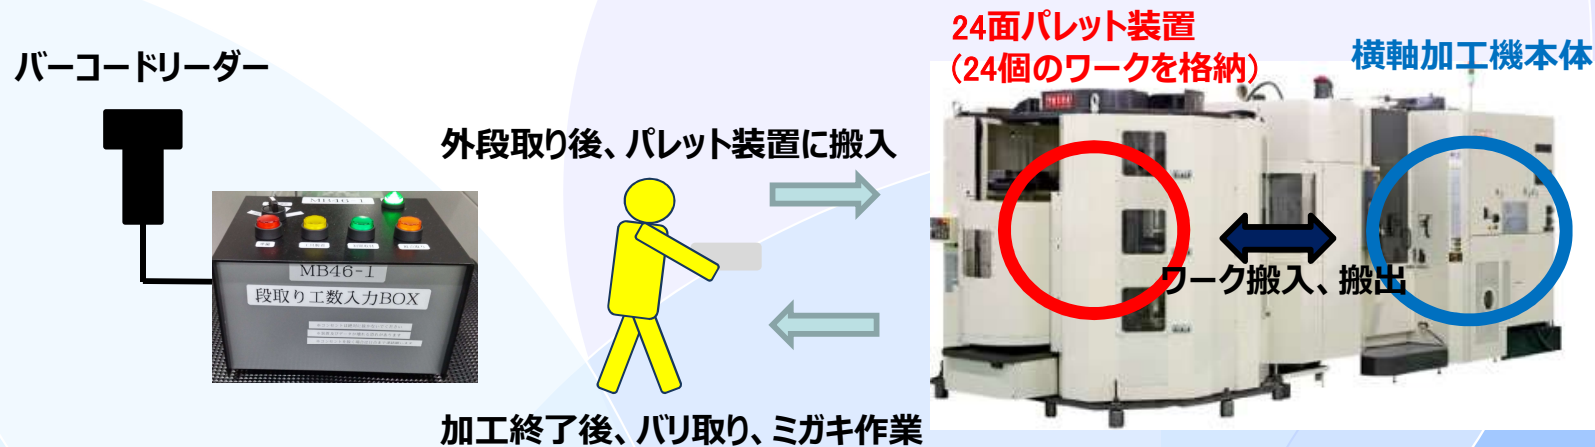 バーコードリーダー
24面パレット装置
(24個のワークを格納)
横軸加工機本体
外段取り後、パレット装置に搬入
MB46-1
MB46-1
段取り工数入力BOX
ワーク搬入、搬出
加工終了後、バリ取り、ミガキ作業